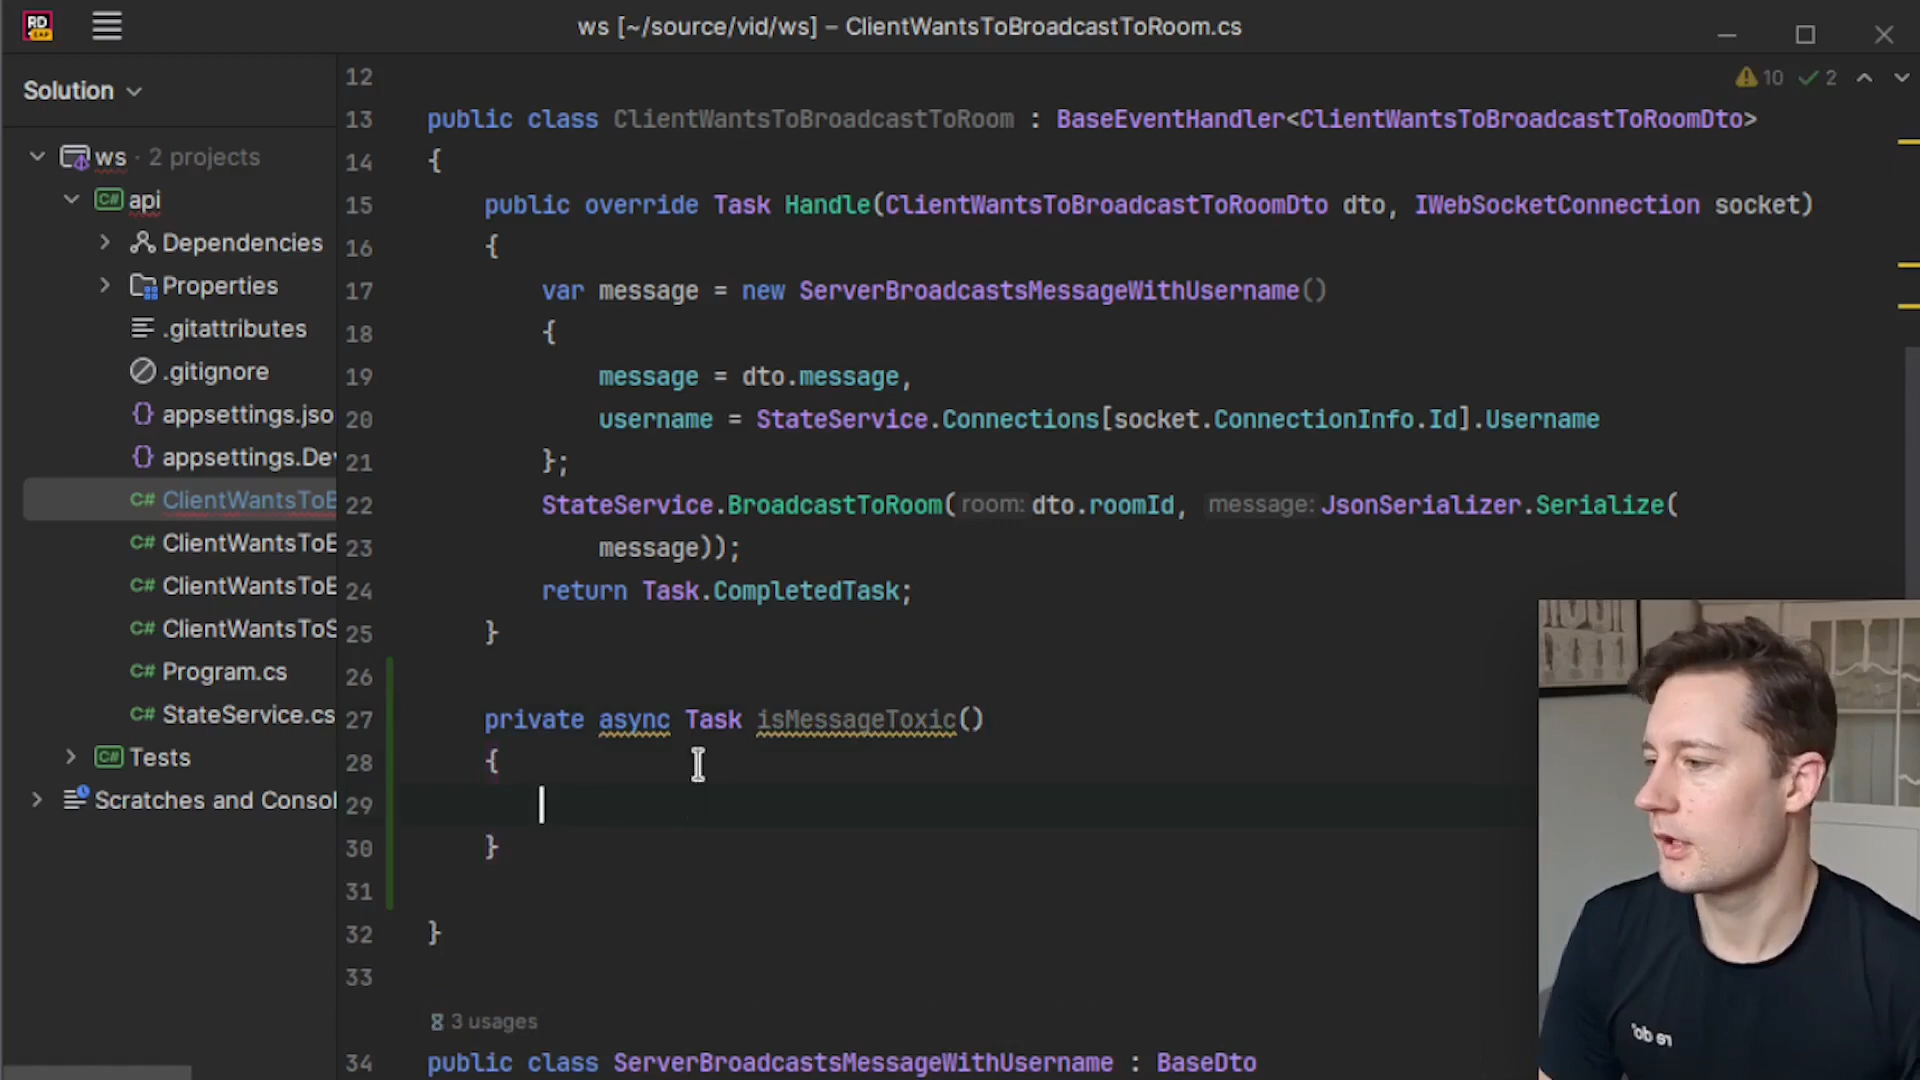 RD
EAP
ws [~/source/vid/ws] – ClientWantsToBroadcastToRoom.cs
Solution
10 2
ws · 2 projects
C# api
Dependencies
Properties
.gitattributes
.gitignore
{} appsettings.jso
{} appsettings.De
C# ClientWantsToB
C# ClientWantsToE
C# ClientWantsToE
C# ClientWantsToS
C# Program.cs
C# StateService.cs
C# Tests
Scratches and Consol
12
13 public class ClientWantsToBroadcastToRoom : BaseEventHandler<ClientWantsToBroadcastToRoomDto>
14 {
15 public override Task Handle(ClientWantsToBroadcastToRoomDto dto, IWebSocketConnection socket)
16 {
17 var message = new ServerBroadcastsMessageWithUsername()
18 {
19 message = dto.message,
20 username = StateService.Connections[socket.ConnectionInfo.Id].Username
21 };
22 StateService.BroadcastToRoom(room: dto.roomId, message: JsonSerializer.Serialize(
23 message));
24 return Task.CompletedTask;
25 }
26
27 private async Task isMessageToxic()
28 {
29
30 }
31
32 }
33
3 usages
34 public class ServerBroadcastsMessageWithUsername : BaseDto